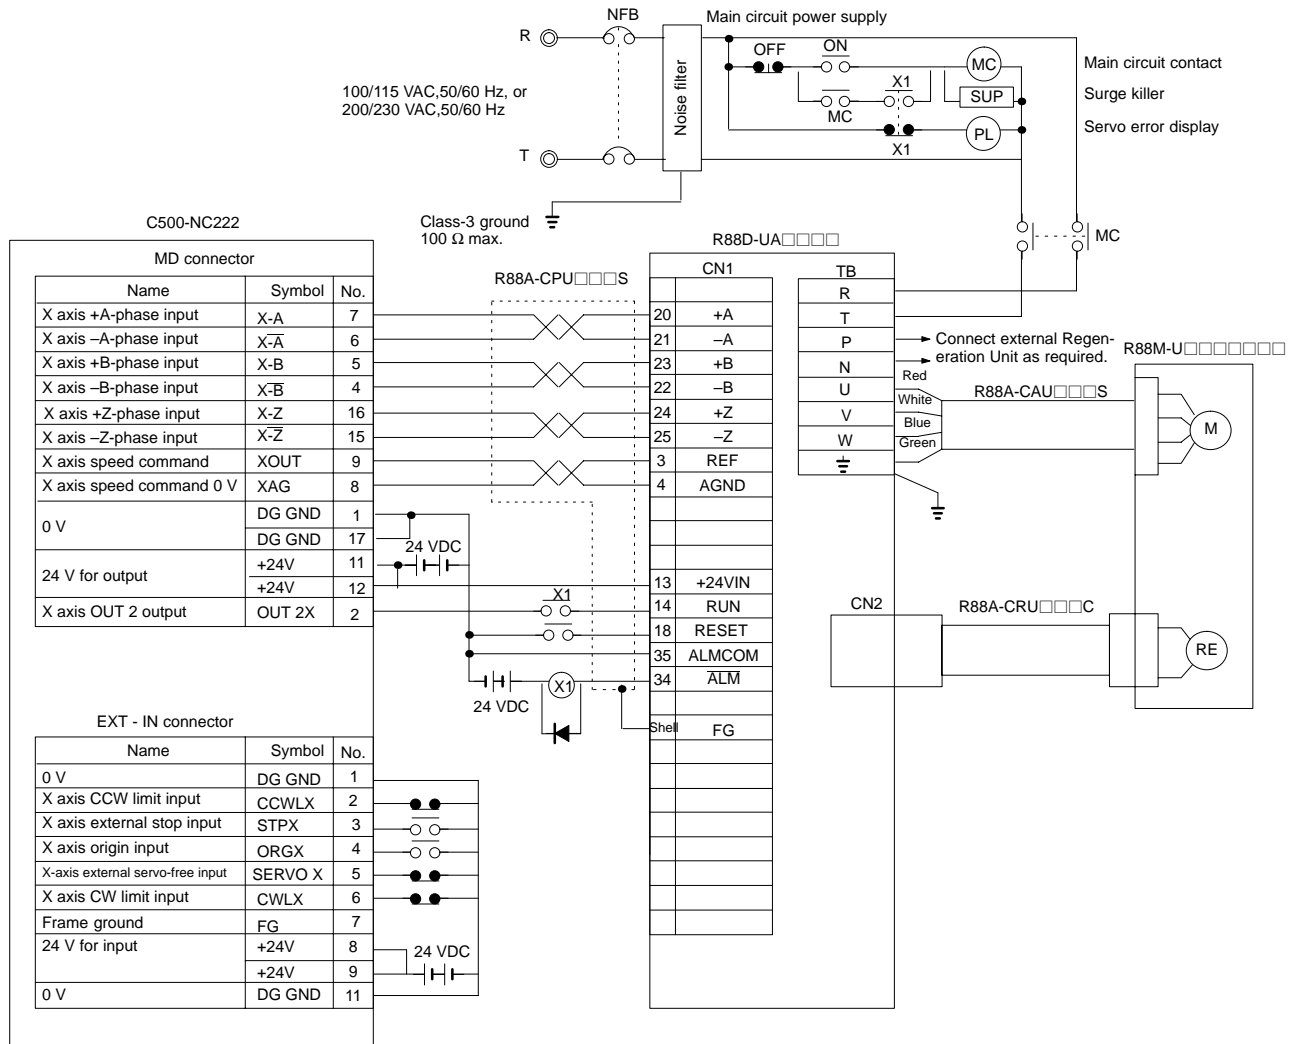 NFB
Main circuit power supply
R
OFF
ON
MC
Main circuit contact
100/115 VAC,50/60 Hz, or
200/230 VAC,50/60 Hz
Noise filter
X1
SUP
Surge killer
MC
PL
Servo error display
T
X1
Class-3 ground
100 Ω max.
MC
C500-NC222
MD connector
Name Symbol No.
X axis +A-phase input X-A 7
X axis –A-phase input X-A̅ 6
X axis +B-phase input X-B 5
X axis –B-phase input X-B̅ 4
X axis +Z-phase input X-Z 16
X axis –Z-phase input X-Z̅ 15
X axis speed command XOUT 9
X axis speed command 0 V XAG 8
0 V DG GND 1
DG GND 17
24 V for output +24V 11
+24V 12
X axis OUT 2 output OUT 2X 2
24 VDC
X1
24 VDC
X1
R88A-CPU□□□S
R88D-UA□□□□
CN1
20 +A
21 –A
23 +B
22 –B
24 +Z
25 –Z
3 REF
4 AGND
13 +24VIN
14 RUN
18 RESET
35 ALMCOM
34 A̅L̅M̅
Shell FG
TB
R
T
P
N
U
V
W
Connect external Regen-
eration Unit as required.
Red
White
Blue
Green
R88A-CAU□□□S
R88M-U□□□□□□□
M
CN2
R88A-CRU□□□C
RE
EXT - IN connector
Name Symbol No.
0 V DG GND 1
X axis CCW limit input CCWLX 2
X axis external stop input STPX 3
X axis origin input ORGX 4
X-axis external servo-free input SERVO X 5
X axis CW limit input CWLX 6
Frame ground FG 7
24 V for input +24V 8
+24V 9
0 V DG GND 11
24 VDC